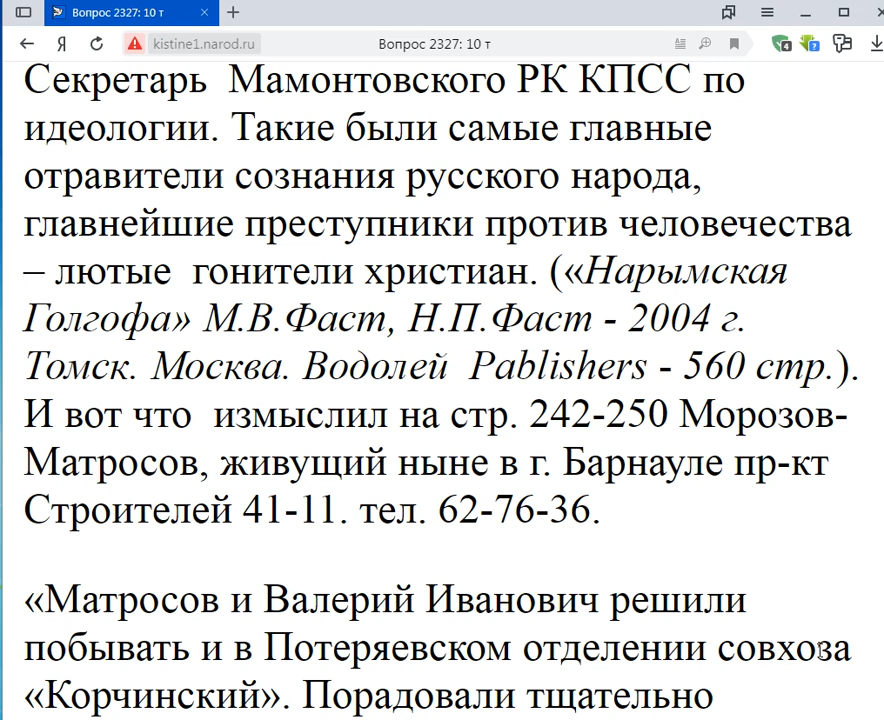 Вопрос 2327: 10 т
kistine1.narod.ru
Вопрос 2327: 10 т
Секретарь Мамонтовского РК КПСС по
идеологии. Такие были самые главные
отравители сознания русского народа,
главнейшие преступники против человечества
– лютые гонители христиан. («Нарымская
Голгофа» М.В.Фаст, Н.П.Фаст - 2004 г.
Томск. Москва. Водолей Pablishers - 560 стр.).
И вот что измыслил на стр. 242-250 Морозов-
Матросов, живущий ныне в г. Барнауле пр-кт
Строителей 41-11. тел. 62-76-36.
«Матросов и Валерий Иванович решили
побывать и в Потеряевском отделении совхоза
«Корчинский». Порадовали тщательно